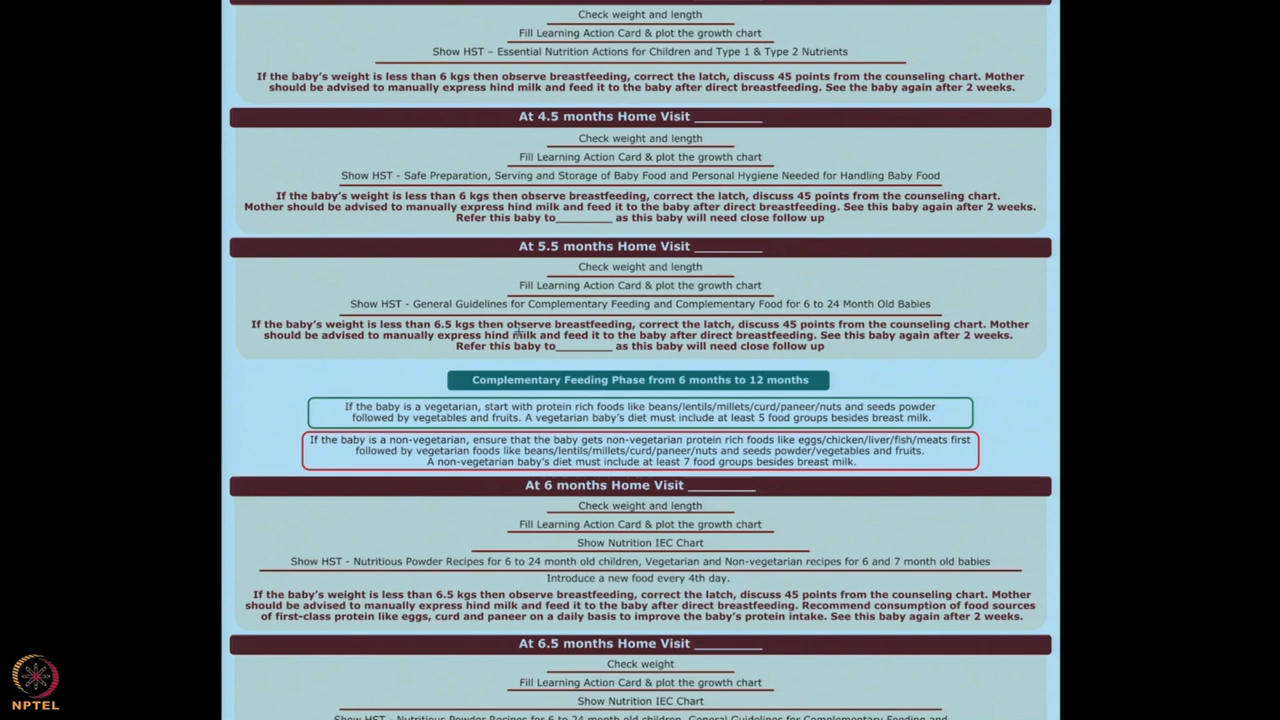 Check weight and length
Fill Learning Action Card & plot the growth chart
Show HST – Essential Nutrition Actions for Children and Type 1 & Type 2 Nutrients
If the baby's weight is less than 6 kgs then observe breastfeeding, correct the latch, discuss 45 points from the counseling chart. Mother
should be advised to manually express hind milk and feed it to the baby after direct breastfeeding. See the baby again after 2 weeks.
At 4.5 months Home Visit __________
Check weight and length
Fill Learning Action Card & plot the growth chart
Show HST - Safe Preparation, Serving and Storage of Baby Food and Personal Hygiene Needed for Handling Baby Food
If the baby's weight is less than 6 kgs then observe breastfeeding, correct the latch, discuss 45 points from the counseling chart.
Mother should be advised to manually express hind milk and feed it to the baby after direct breastfeeding. See this baby again after 2 weeks.
Refer this baby to_________ as this baby will need close follow up
At 5.5 months Home Visit __________
Check weight and length
Fill Learning Action Card & plot the growth chart
Show HST - General Guidelines for Complementary Feeding and Complementary Food for 6 to 24 Month Old Babies
If the baby's weight is less than 6.5 kgs then observe breastfeeding, correct the latch, discuss 45 points from the counseling chart. Mother
should be advised to manually express hind milk and feed it to the baby after direct breastfeeding. See this baby again after 2 weeks.
Refer this baby to_________ as this baby will need close follow up
Complementary Feeding Phase from 6 months to 12 months
If the baby is a vegetarian, start with protein rich foods like beans/lentils/millets/curd/paneer/nuts and seeds powder
followed by vegetables and fruits. A vegetarian baby's diet must include at least 5 food groups besides breast milk.
If the baby is a non-vegetarian, ensure that the baby gets non-vegetarian protein rich foods like eggs/chicken/liver/fish/meats first
followed by vegetarian foods like beans/lentils/millets/curd/paneer/nuts and seeds powder/vegetables and fruits.
A non-vegetarian baby's diet must include at least 7 food groups besides breast milk.
At 6 months Home Visit __________
Check weight and length
Fill Learning Action Card & plot the growth chart
Show Nutrition IEC Chart
Show HST - Nutritious Powder Recipes for 6 to 24 month old children, Vegetarian and Non-vegetarian recipes for 6 and 7 month old babies
Introduce a new food every 4th day.
If the baby's weight is less than 6.5 kgs then observe breastfeeding, correct the latch, discuss 45 points from the counseling chart. Mother
should be advised to manually express hind milk and feed it to the baby after direct breastfeeding. Recommend consumption of food sources
of first-class protein like eggs, curd and paneer on a daily basis to improve the baby's protein intake. See this baby again after 2 weeks.
At 6.5 months Home Visit __________
Check weight
Fill Learning Action Card & plot the growth chart
Show Nutrition IEC Chart
Show HST - Nutritious Powder Recipes for 6 to 24 month old children, General Guidelines for Complementary Feeding and
NPTEL